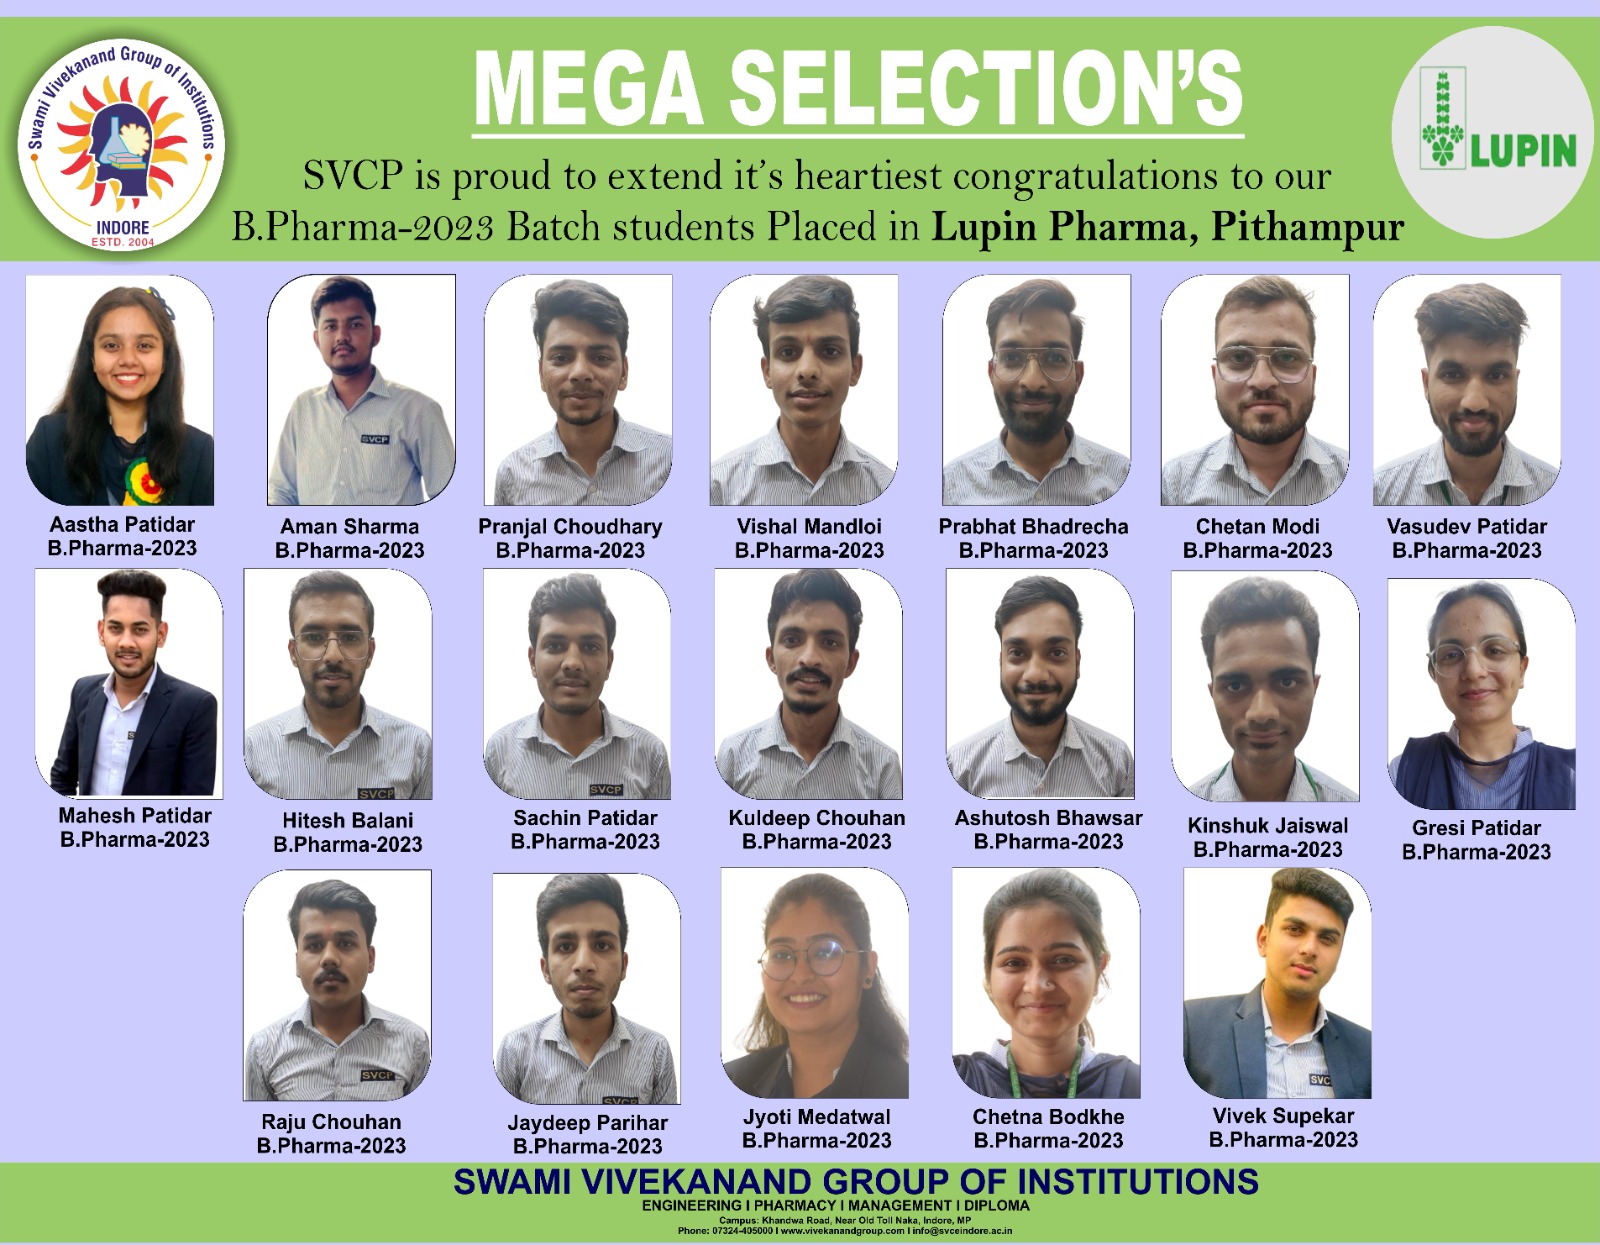 Swami Vivekanand Group of Institutions
INDORE
ESTD. 2004
MEGA SELECTION'S
LUPIN
SVCP is proud to extend it's heartiest congratulations to our
B.Pharma-2023 Batch students Placed in Lupin Pharma, Pithampur
SVCP
Aastha Patidar
B.Pharma-2023
Aman Sharma
B.Pharma-2023
Pranjal Choudhary
B.Pharma-2023
Vishal Mandloi
B.Pharma-2023
Prabhat Bhadrecha
B.Pharma-2023
Chetan Modi
B.Pharma-2023
Vasudev Patidar
B.Pharma-2023
S
SVCP
SVCP
Mahesh Patidar
B.Pharma-2023
Hitesh Balani
B.Pharma-2023
Sachin Patidar
B.Pharma-2023
Kuldeep Chouhan
B.Pharma-2023
Ashutosh Bhawsar
B.Pharma-2023
Kinshuk Jaiswal
B.Pharma-2023
Gresi Patidar
B.Pharma-2023
SVCP
SVCP
SVC
Raju Chouhan
B.Pharma-2023
Jaydeep Parihar
B.Pharma-2023
Jyoti Medatwal
B.Pharma-2023
Chetna Bodkhe
B.Pharma-2023
Vivek Supekar
B.Pharma-2023
SWAMI VIVEKANAND GROUP OF INSTITUTIONS
ENGINEERING I PHARMACY I MANAGEMENT I DIPLOMA
Campus: Khandwa Road, Near Old Toll Naka, Indore, MP
Phone: 07324-405000 I www.vivekanandgroup.com I info@svceindore.ac.in